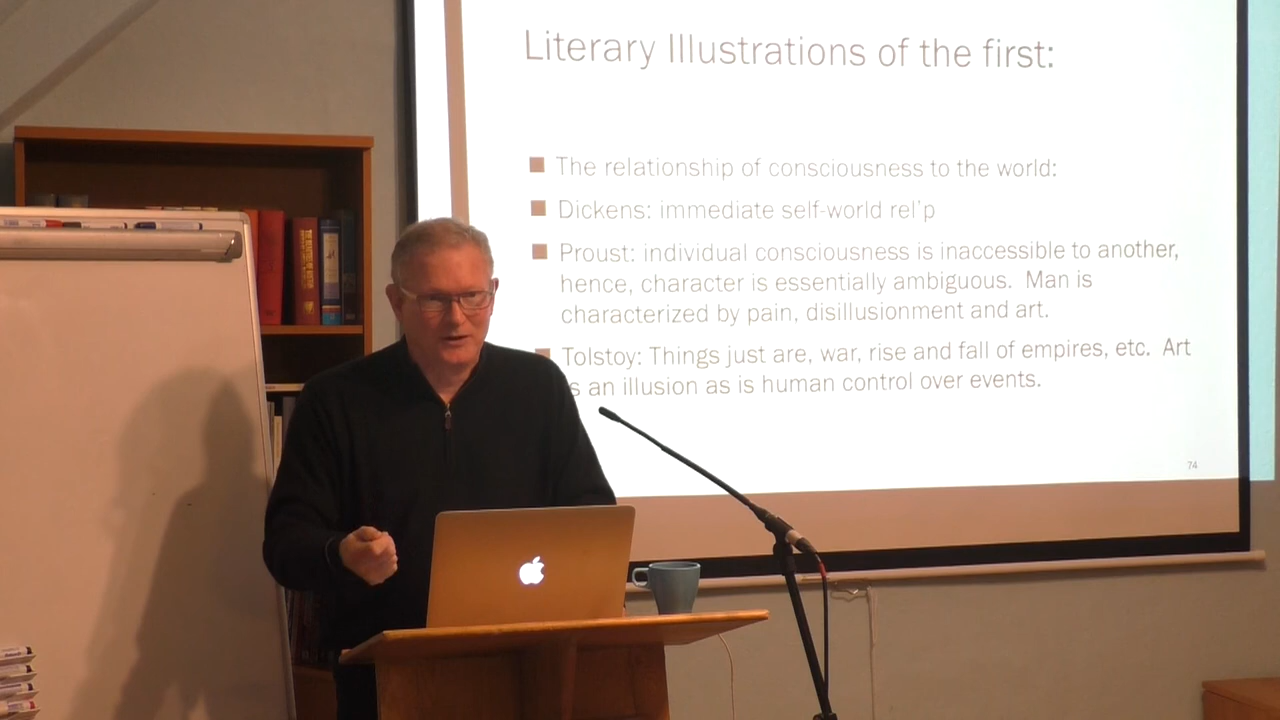 Literary Illustrations of the first:
The relationship of consciousness to the world:
Dickens: immediate self-world rel'p
Proust: individual consciousness is inaccessible to another,
hence, character is essentially ambiguous. Man is
characterized by pain, disillusionment and art.
Tolstoy: Things just are, war, rise and fall of empires, etc. Art
s an illusion as is human control over events.
74